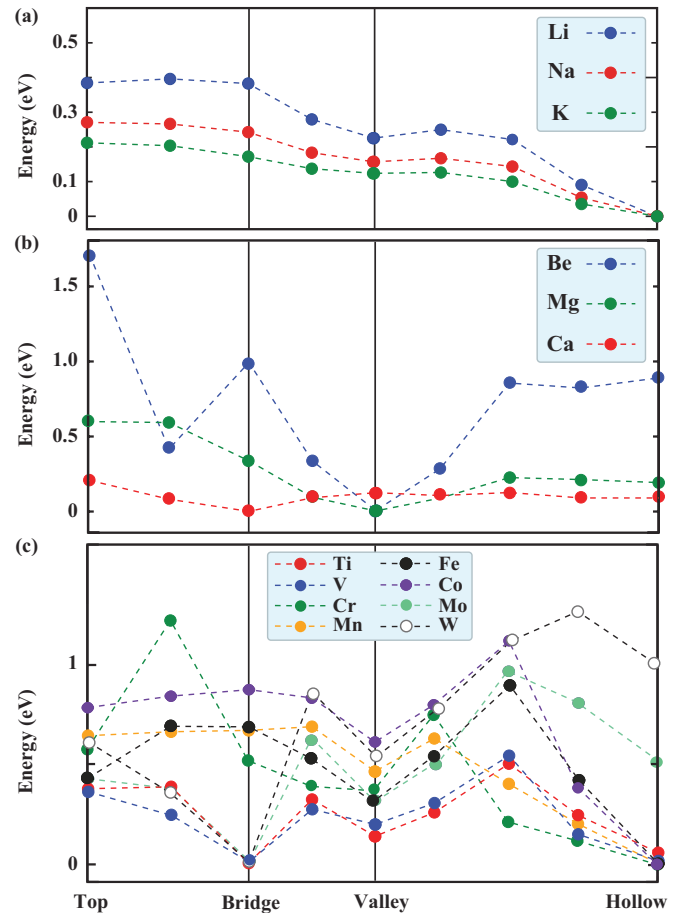 (a)
Energy (eV)
0.5
0.3
0.1
0
Li
Na
K
(b)
Energy (eV)
1.5
1.0
0.5
0
Be
Mg
Ca
(c)
Energy (eV)
1
0
Ti Fe
V Co
Cr Mo
Mn W
Top Bridge Valley Hollow